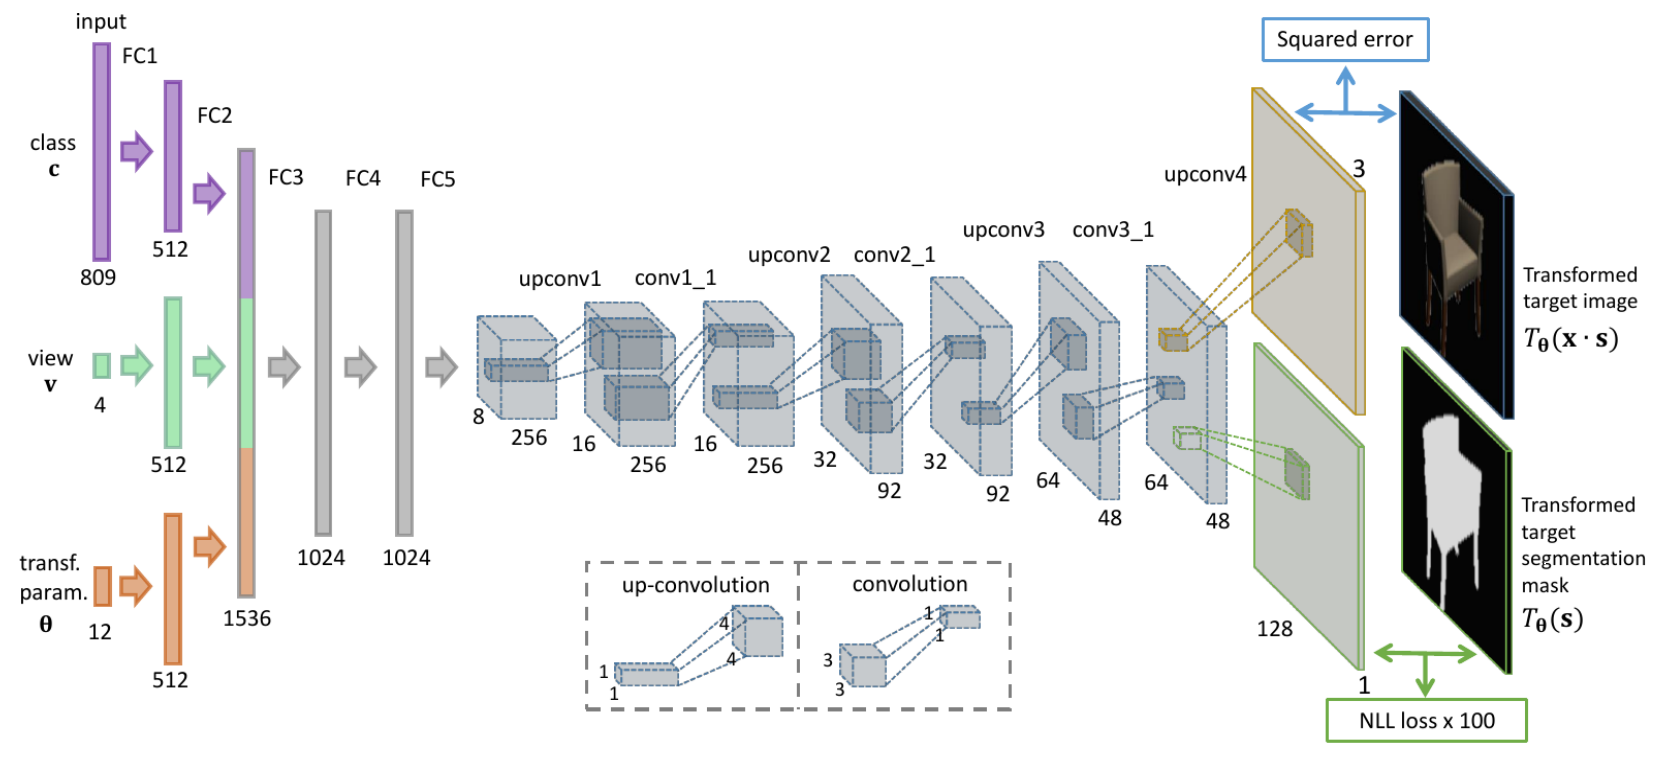 input
FC1
FC2
class
c
809
512
FC3
FC4
FC5
view
v
4
512
transf.
param.
θ
12
512
1536
1024
1024
upconv1
conv1_1
upconv2
conv2_1
upconv3
conv3_1
upconv4
8
256
16
256
16
256
32
92
32
92
64
48
64
48
up-convolution
1
1
4
4
convolution
3
3
1
1
Squared error
3
Transformed
target image
Tθ(x · s)
128
1
Transformed
target
segmentation
mask
Tθ(s)
NLL loss x 100